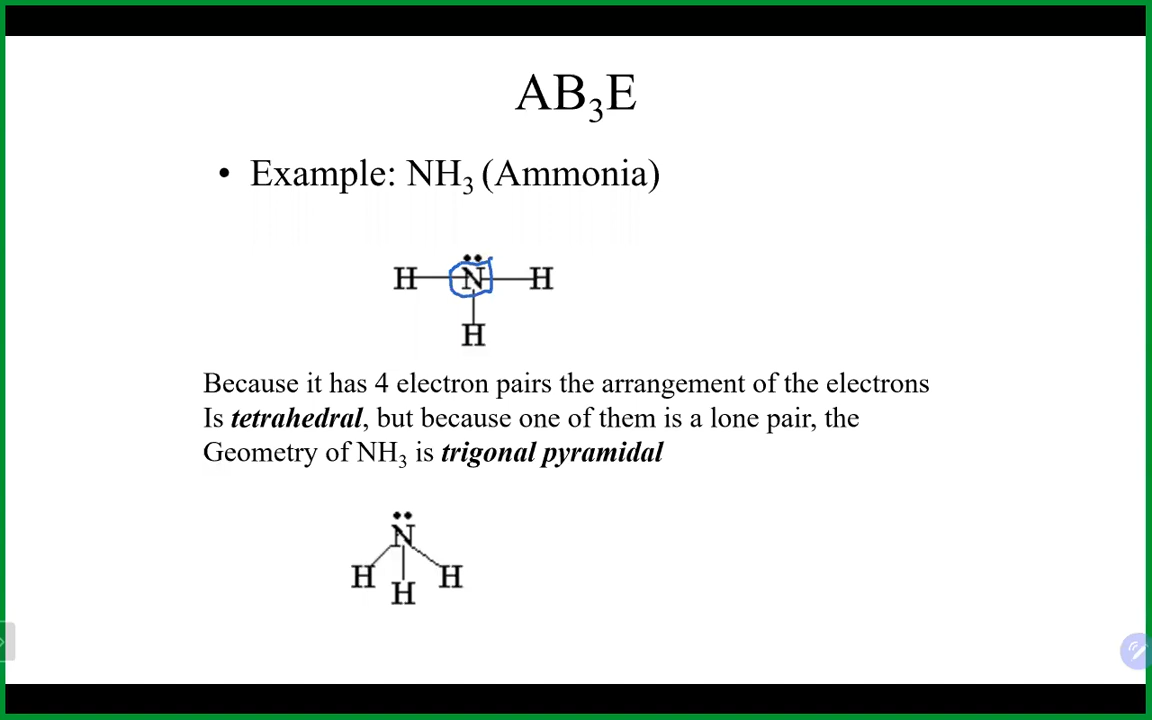 AB₃E
• Example: NH₃ (Ammonia)
H N H
H
Because it has 4 electron pairs the arrangement of the electrons
Is tetrahedral, but because one of them is a lone pair, the
Geometry of NH₃ is trigonal pyramidal
N
H H H